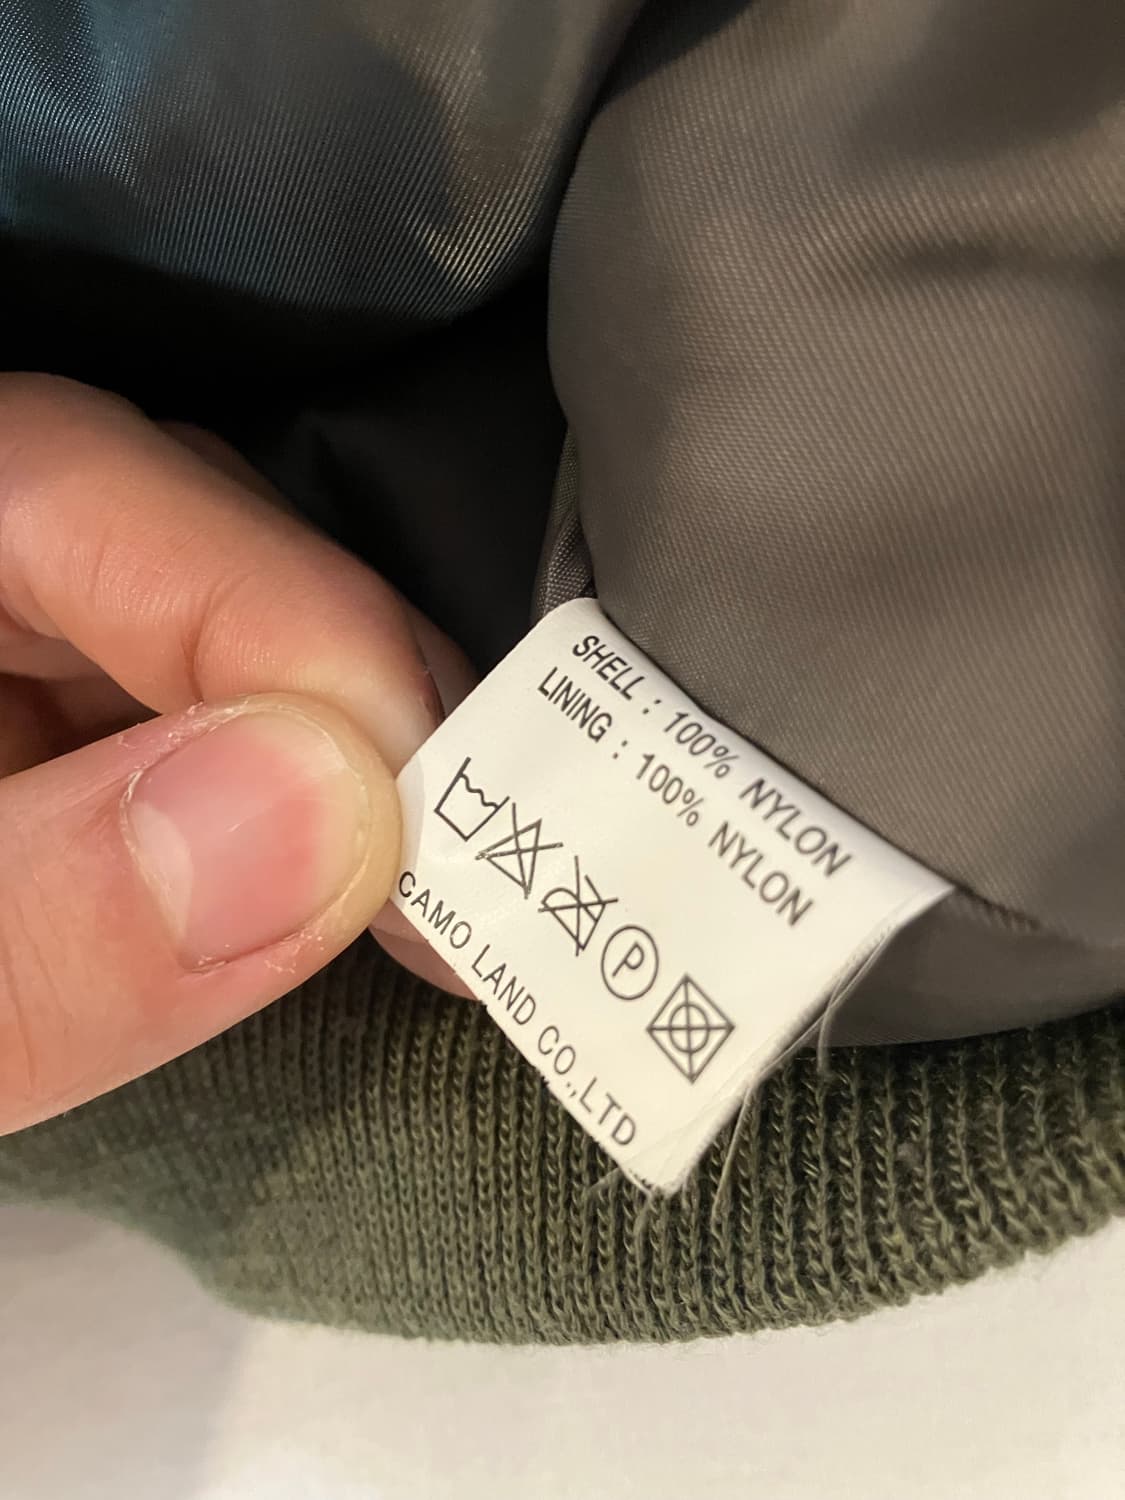 SHELL : 100% NYLON
LINING : 100% NYLON
P
CAMO LAND CO.,LTD